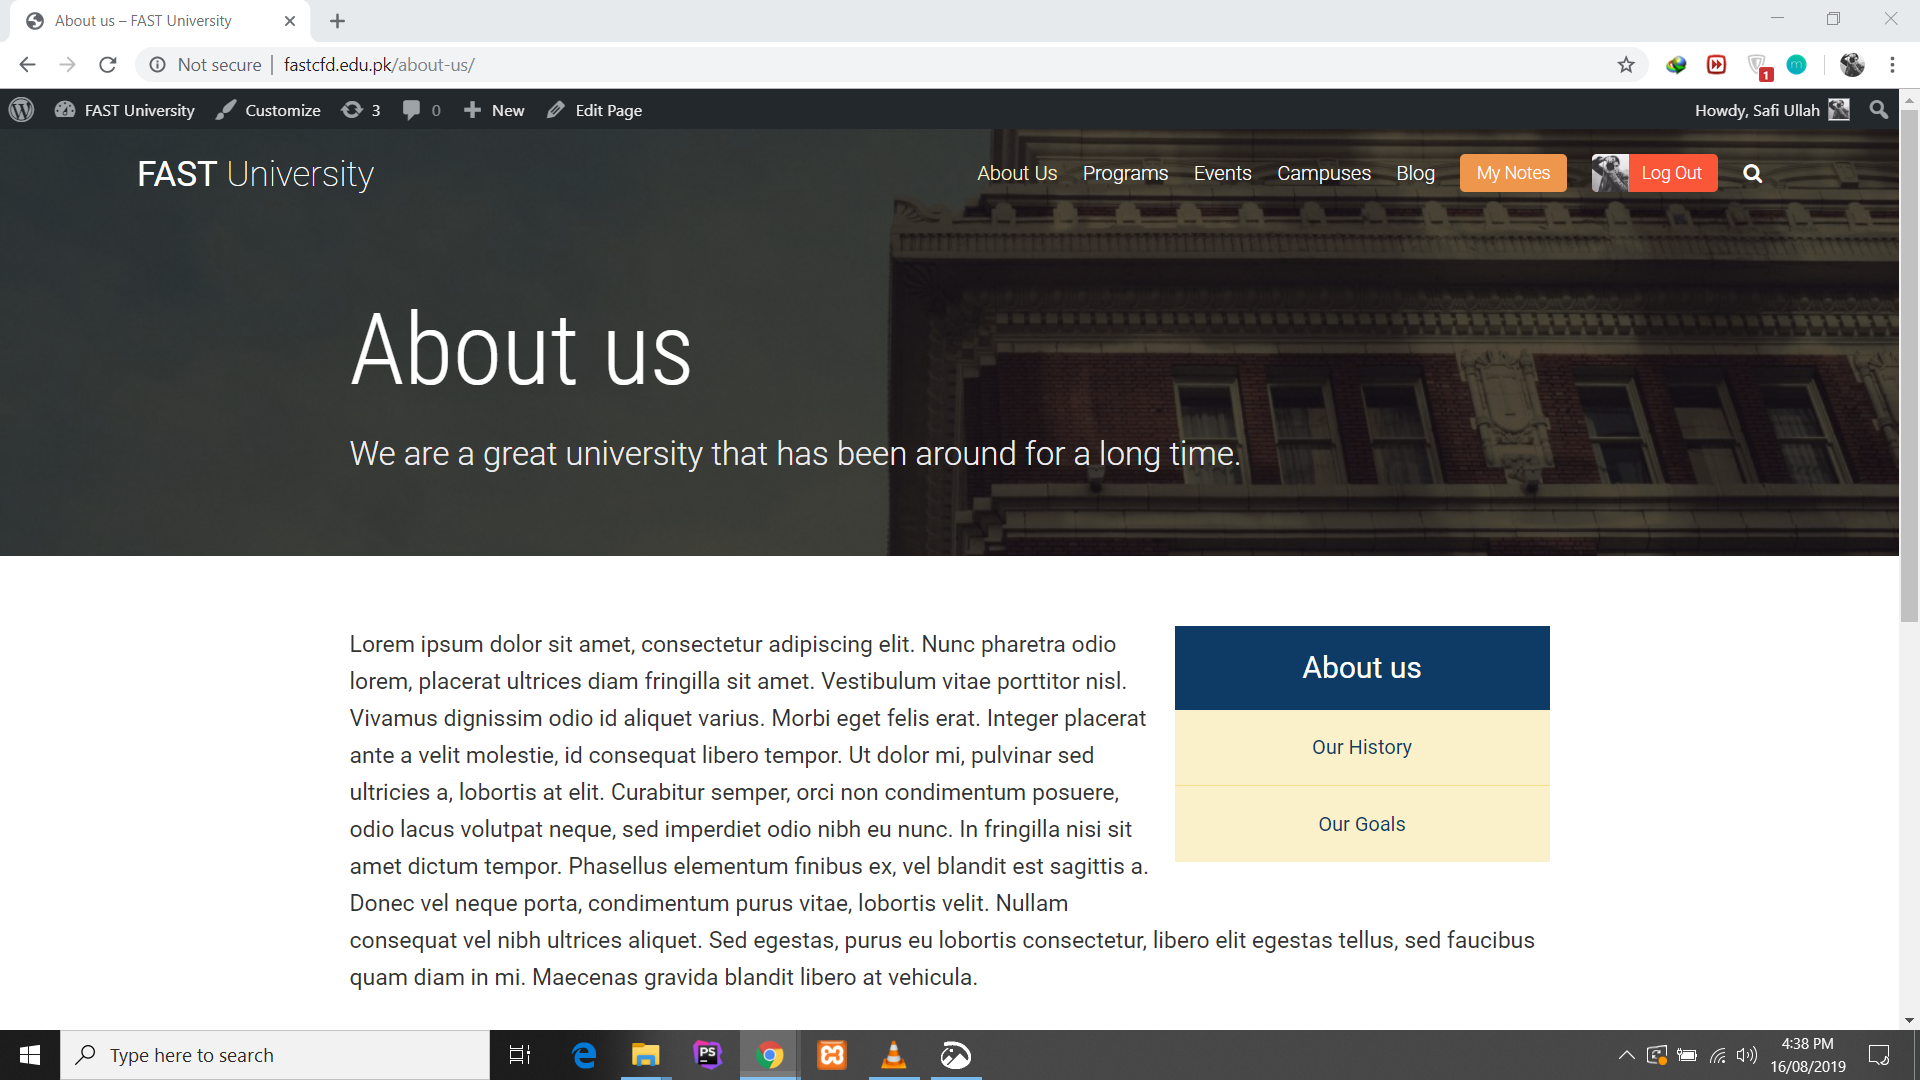 About us – FAST University
Not secure | fastcfd.edu.pk/about-us/
1
m
FAST University
Customize
3
0
New
Edit Page
Howdy, Safi Ullah
FAST University
About Us
Programs
Events
Campuses
Blog
My Notes
Log Out
About us
We are a great university that has been around for a long time.
Lorem ipsum dolor sit amet, consectetur adipiscing elit. Nunc pharetra odio
lorem, placerat ultrices diam fringilla sit amet. Vestibulum vitae porttitor nisl.
Vivamus dignissim odio id aliquet varius. Morbi eget felis erat. Integer placerat
ante a velit molestie, id consequat libero tempor. Ut dolor mi, pulvinar sed
ultricies a, lobortis at elit. Curabitur semper, orci non condimentum posuere,
odio lacus volutpat neque, sed imperdiet odio nibh eu nunc. In fringilla nisi sit
amet dictum tempor. Phasellus elementum finibus ex, vel blandit est sagittis a.
Donec vel neque porta, condimentum purus vitae, lobortis velit. Nullam
consequat vel nibh ultrices aliquet. Sed egestas, purus eu lobortis consectetur, libero elit egestas tellus, sed faucibus
quam diam in mi. Maecenas gravida blandit libero at vehicula.
About us
Our History
Our Goals
Type here to search
PS
4:38 PM
16/08/2019